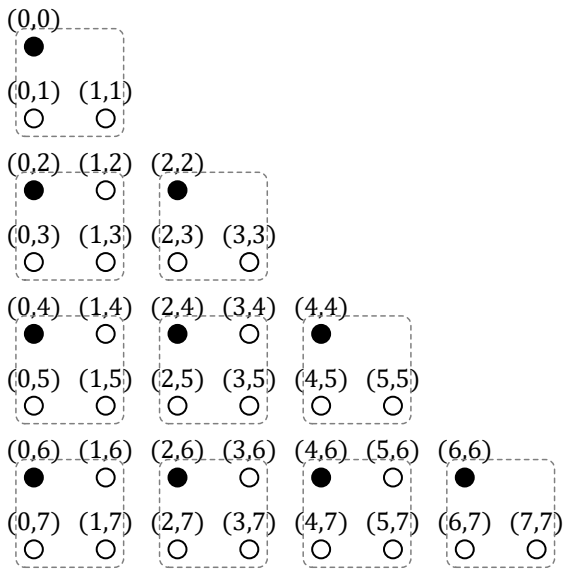 (0,0)
(0,1) (1,1)
(0,2) (1,2) (2,2)
(0,3) (1,3) (2,3) (3,3)
(0,4) (1,4) (2,4) (3,4) (4,4)
(0,5) (1,5) (2,5) (3,5) (4,5) (5,5)
(0,6) (1,6) (2,6) (3,6) (4,6) (5,6) (6,6)
(0,7) (1,7) (2,7) (3,7) (4,7) (5,7) (6,7) (7,7)